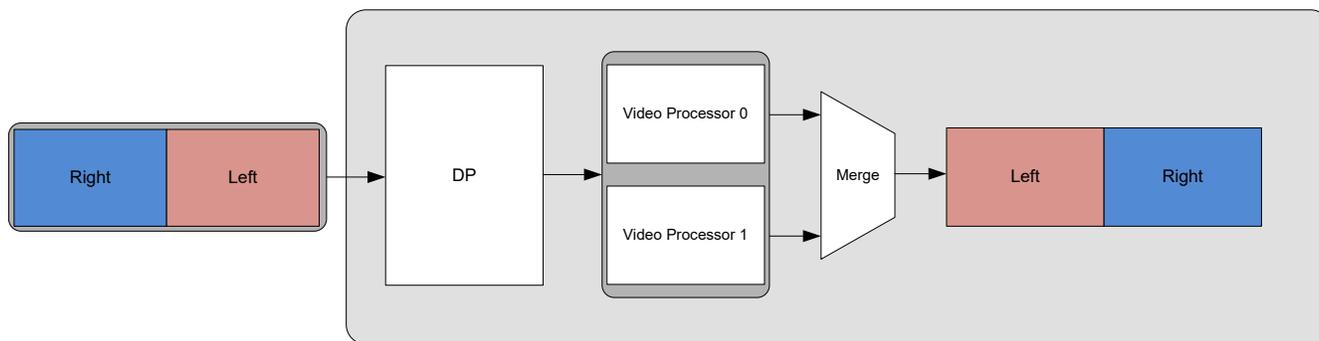 Right
Left
DP
Video Processor 0
Video Processor 1
Merge
Left
Right